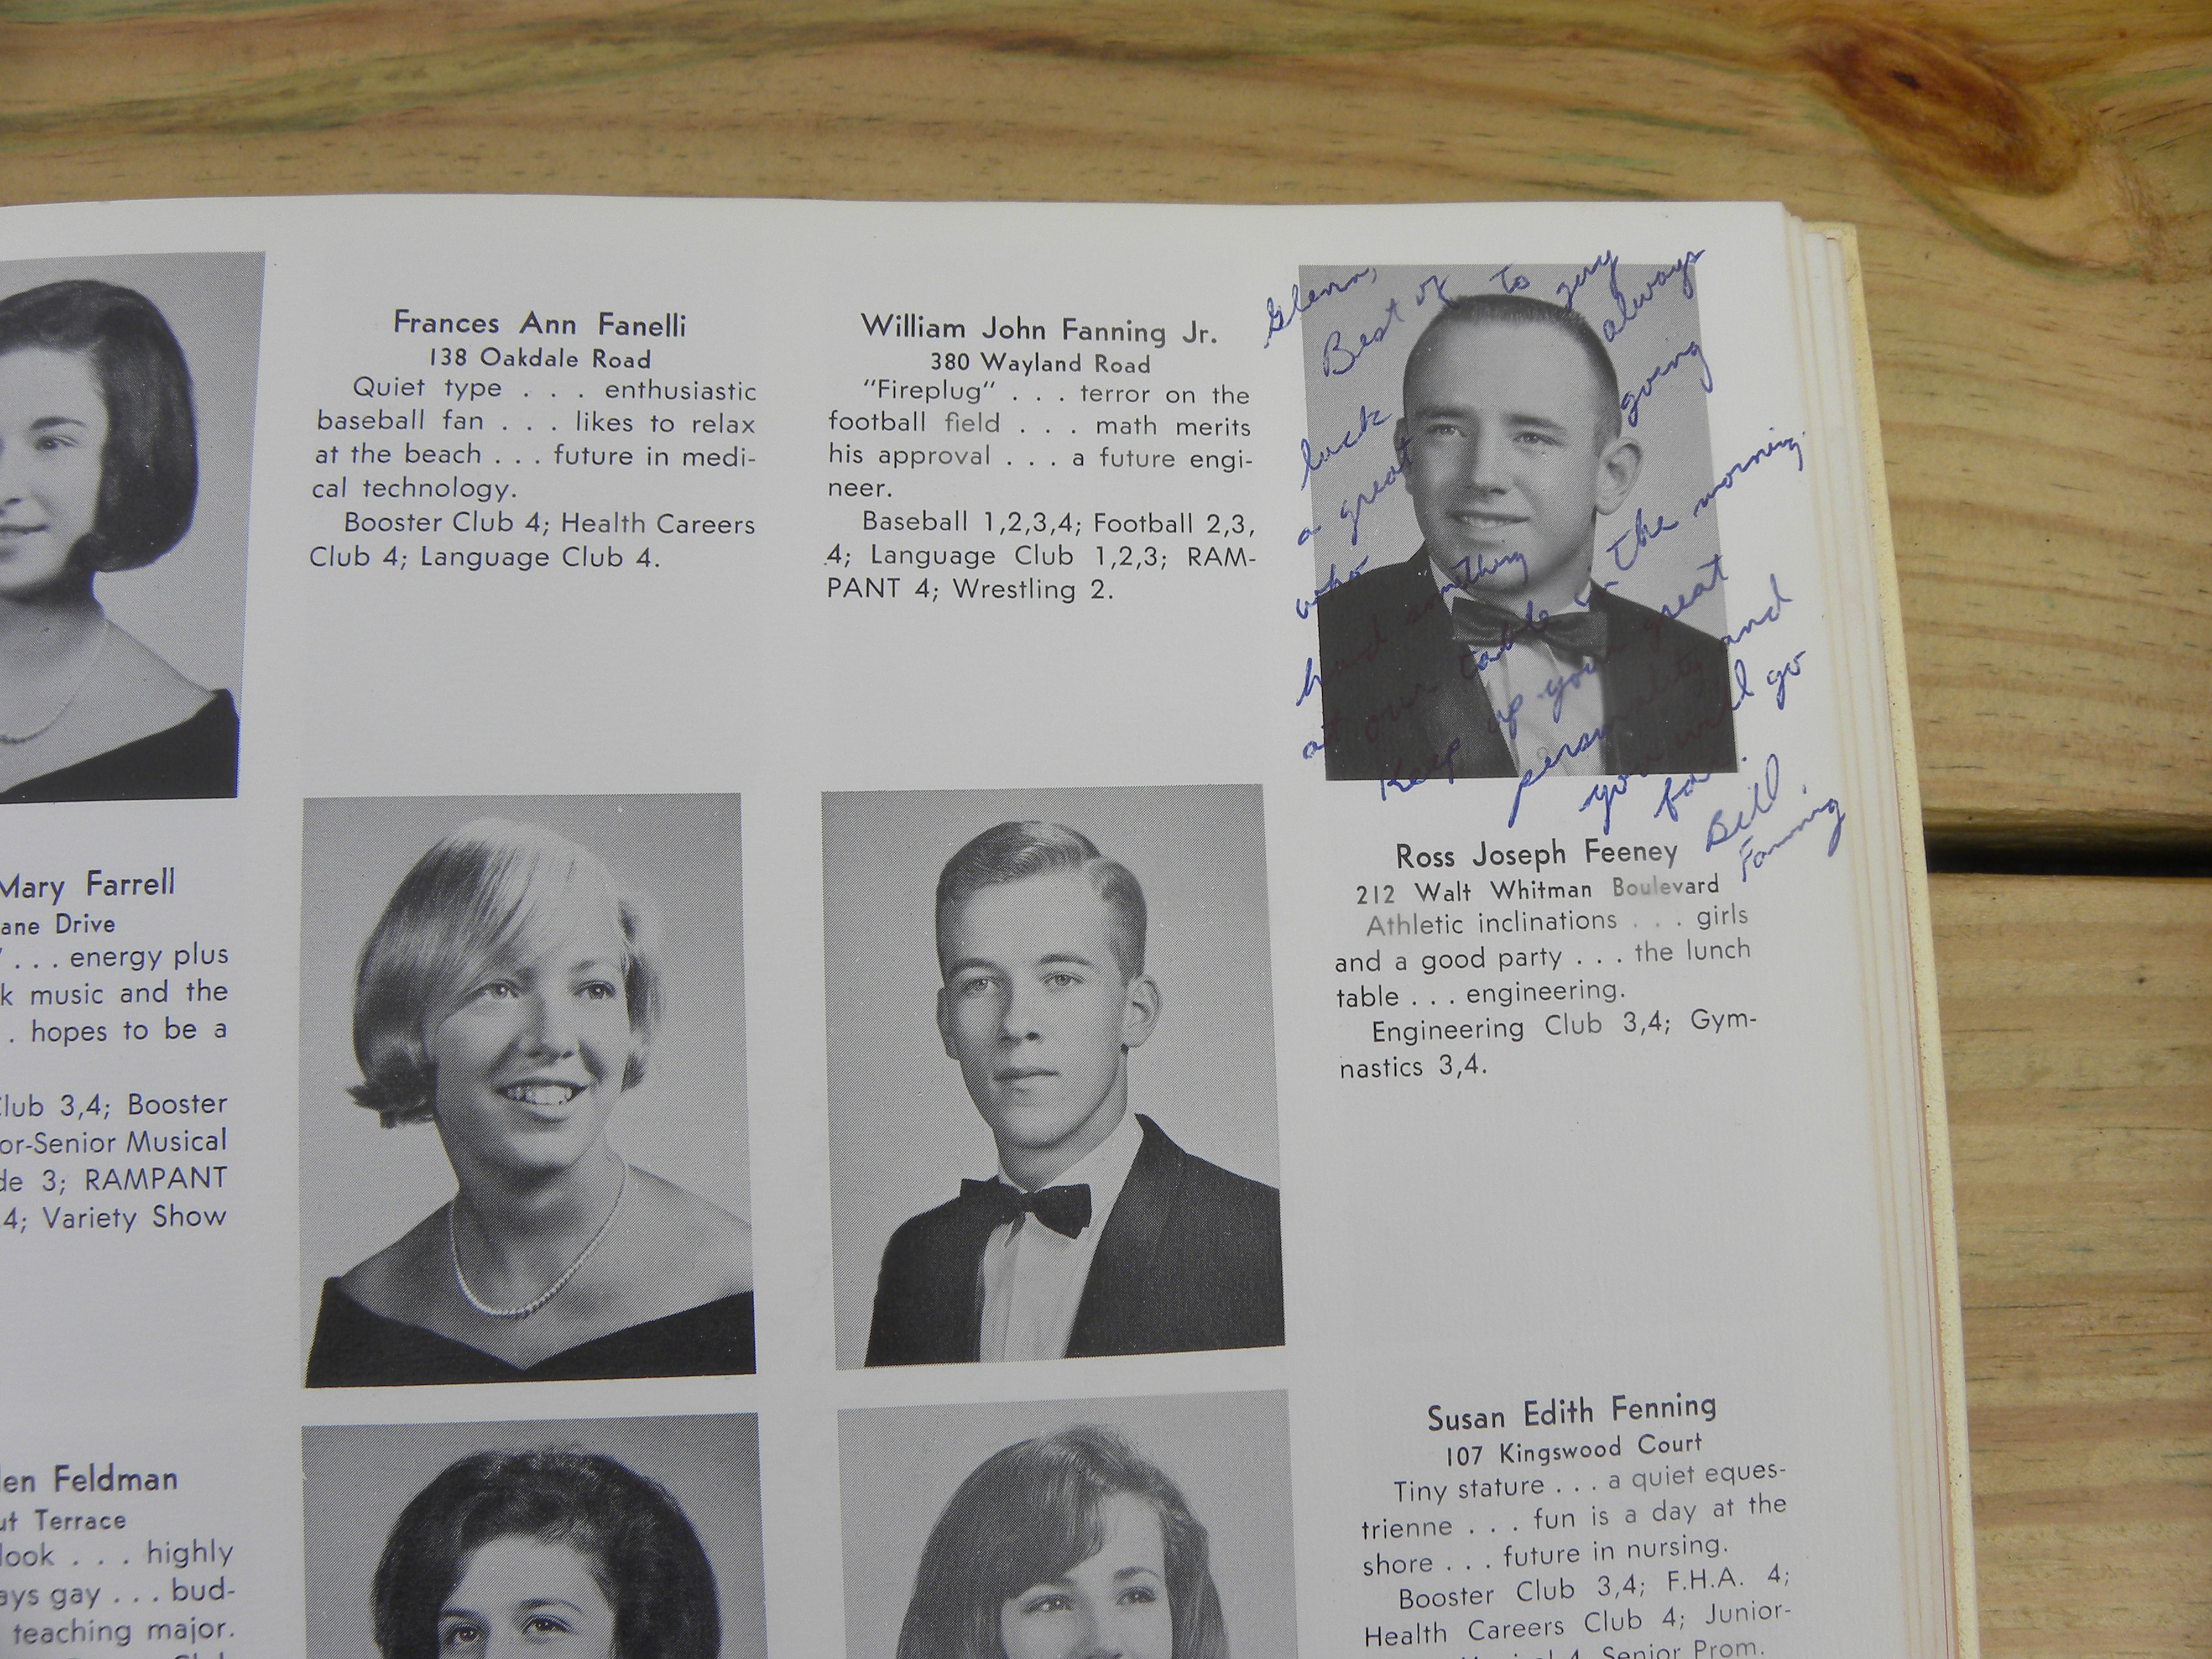 Frances Ann Fanelli
138 Oakdale Road
Quiet type . . . enthusiastic
baseball fan . . . likes to relax
at the beach . . . future in medi-
cal technology.
Booster Club 4; Health Careers
Club 4; Language Club 4.
William John Fanning Jr.
380 Wayland Road
"Fireplug" . . . terror on the
football field . . . math merits
his approval . . . a future engi-
neer.
Baseball 1,2,3,4; Football 2,3,
4; Language Club 1,2,3; RAM-
PANT 4; Wrestling 2.
Glenn,
Best of luck to
a great guy
who always
had something going
at our table in the morning.
Keep up your great
personality and
you will go
far.
Bill
Fanning
Mary Farrell
ane Drive
" . . . energy plus
k music and the
. hopes to be a
Club 3,4; Booster
or-Senior Musical
de 3; RAMPANT
4; Variety Show
Ross Joseph Feeney
212 Walt Whitman Boulevard
Athletic inclinations . . . girls
and a good party . . . the lunch
table . . . engineering.
Engineering Club 3,4; Gym-
nastics 3,4.
len Feldman
ut Terrace
look . . . highly
ays gay . . . bud-
teaching major.
Susan Edith Fenning
107 Kingswood Court
Tiny stature . . . a quiet eques-
trienne . . . fun is a day at the
shore . . . future in nursing.
Booster Club 3,4; F.H.A. 4;
Health Careers Club 4; Junior-
4, Senior Prom.